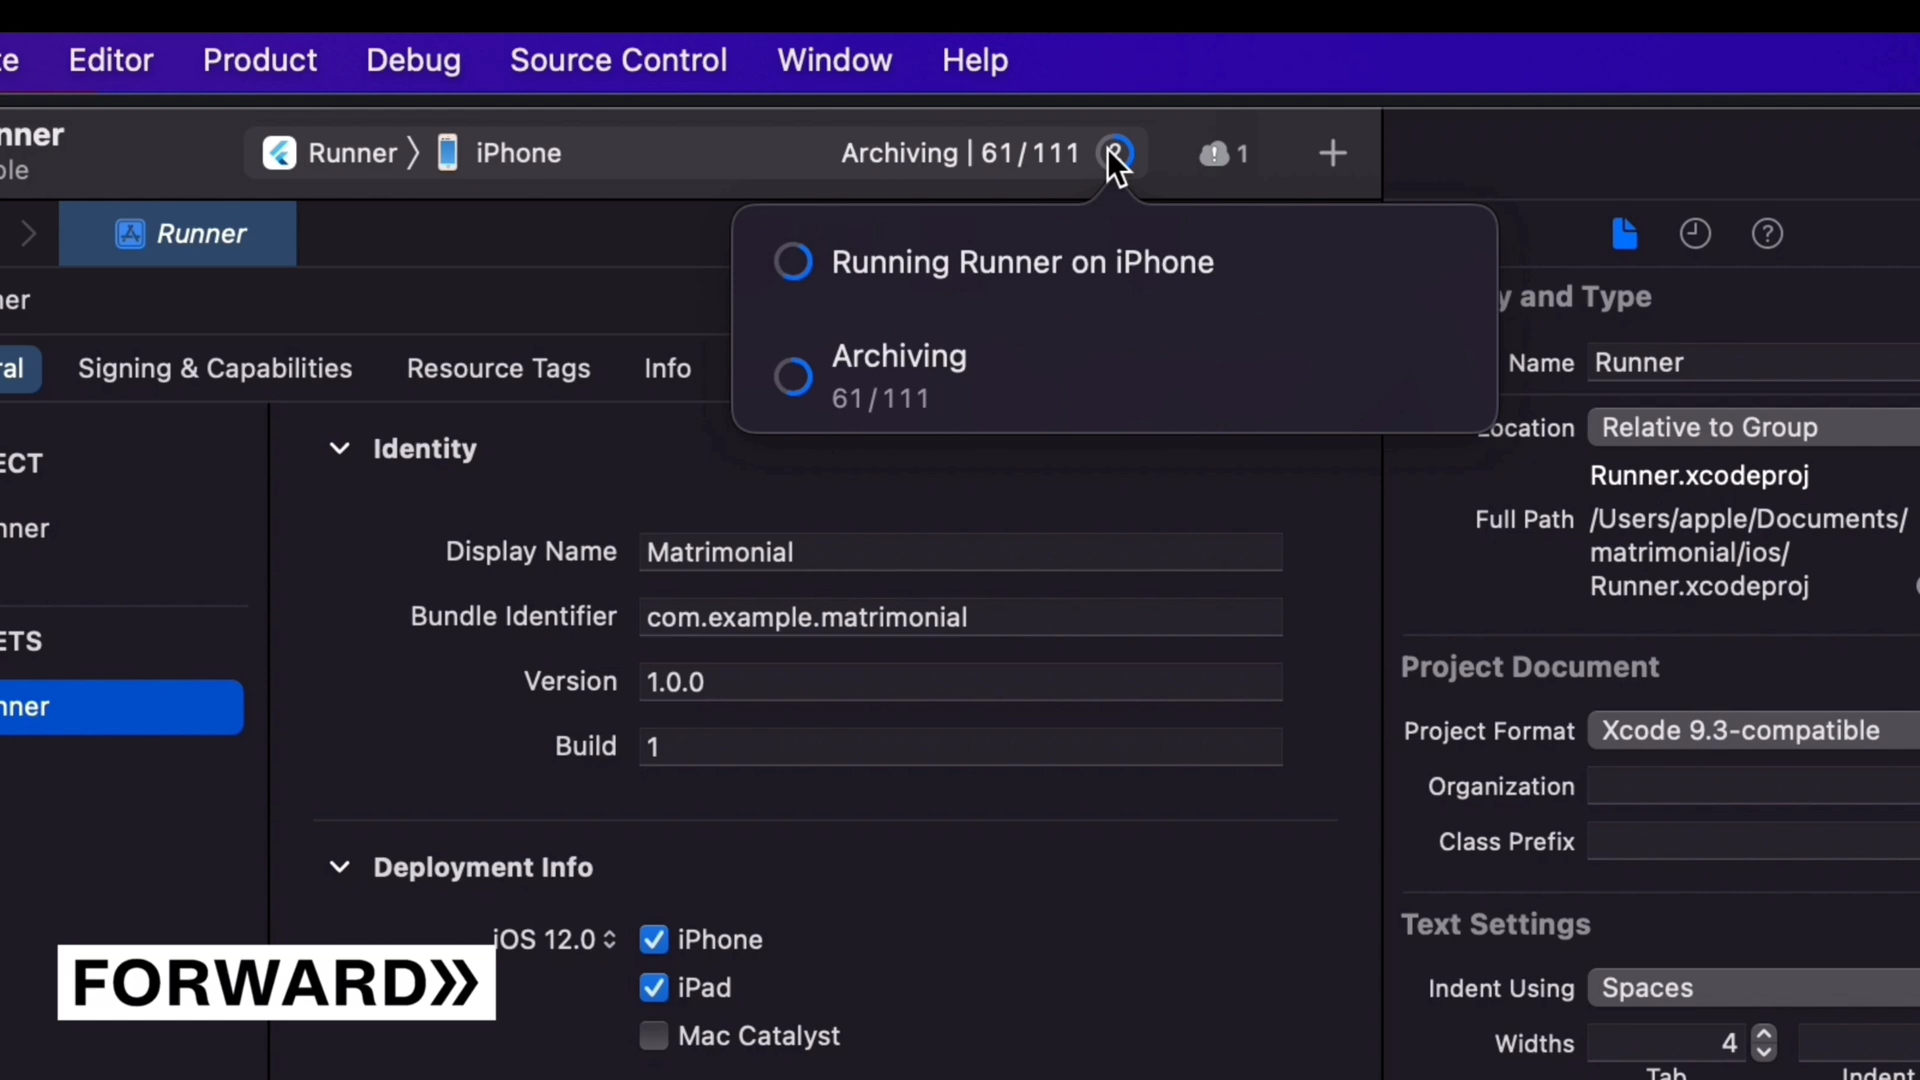 te Editor Product Debug Source Control Window Help
nner
ole
Runner 〉 iPhone
Archiving | 61/111
1
Runner
ner
Running Runner on iPhone
Archiving
61/111
al Signing & Capabilities Resource Tags Info
ECT
nner
ETS
nner
Identity
Display Name Matrimonial
Bundle Identifier com.example.matrimonial
Version 1.0.0
Build 1
Deployment Info
iOS 12.0 iPhone
iPad
Mac Catalyst
y and Type
Name Runner
Location Relative to Group
Runner.xcodeproj
Full Path /Users/apple/Documents/
matrimonial/ios/
Runner.xcodeproj
Project Document
Project Format Xcode 9.3-compatible
Organization
Class Prefix
Text Settings
Indent Using Spaces
Widths 4
Tab Indent
FORWARD»